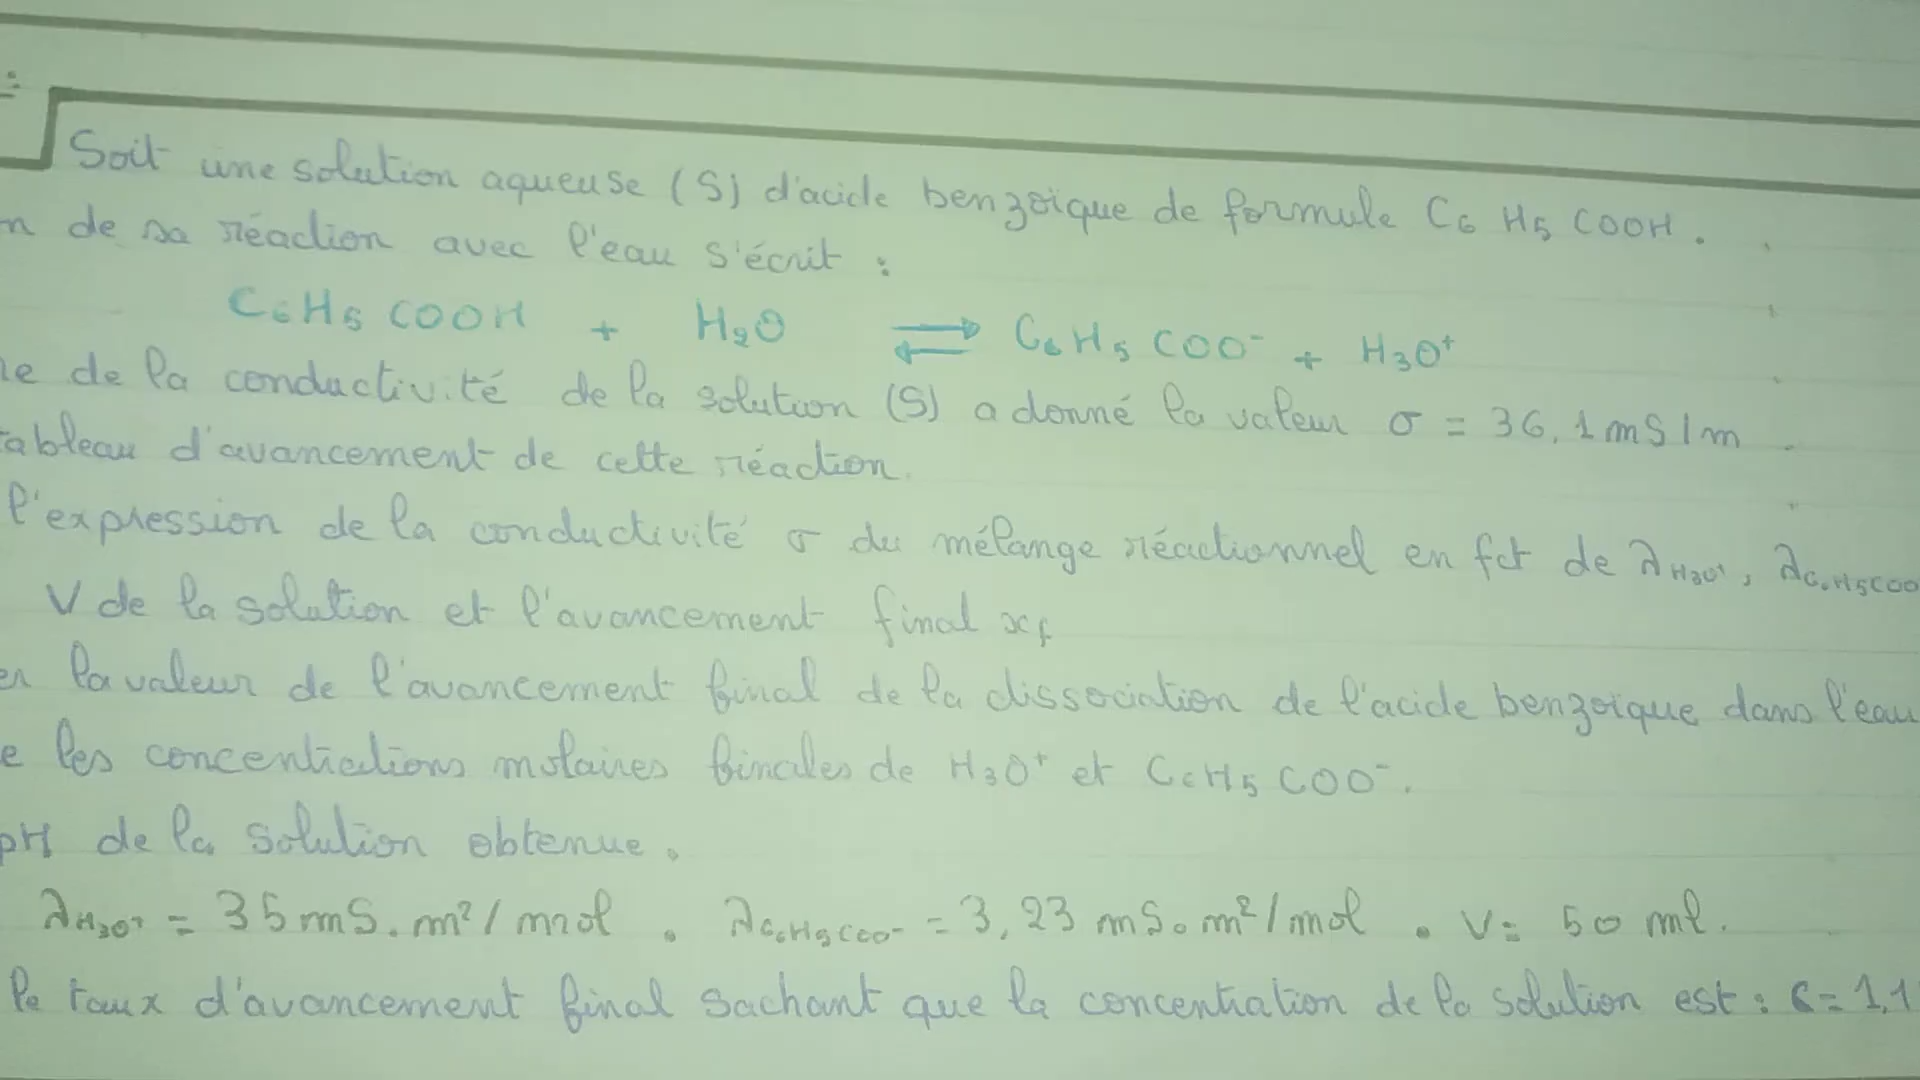 Soit une solution aqueuse (S) d'acide benzoïque de formule C6 H5 COOH.
n de sa réaction avec l'eau s'écrit :
C6H5 COOH + H2O ⇌ C6H5 COO- + H3O+
de la conductivité de la solution (S) a donné la valeur σ = 36,1 mS/m.
tableau d'avancement de cette réaction.
l'expression de la conductivité σ du mélange réactionnel en fct de λH3O+, λC6H5COO
V de la solution et l'avancement final xf
er la valeur de l'avancement final de la dissociation de l'acide benzoïque dans l'eau
e les concentrations molaires finales de H3O+ et C6H5 COO-.
pH de la solution obtenue.
λH3O+ = 35 mS.m²/mol . λC6H5COO- = 3,23 mS.m²/mol . V= 50 ml.
le taux d'avancement final sachant que la concentration de la solution est : C= 1,1